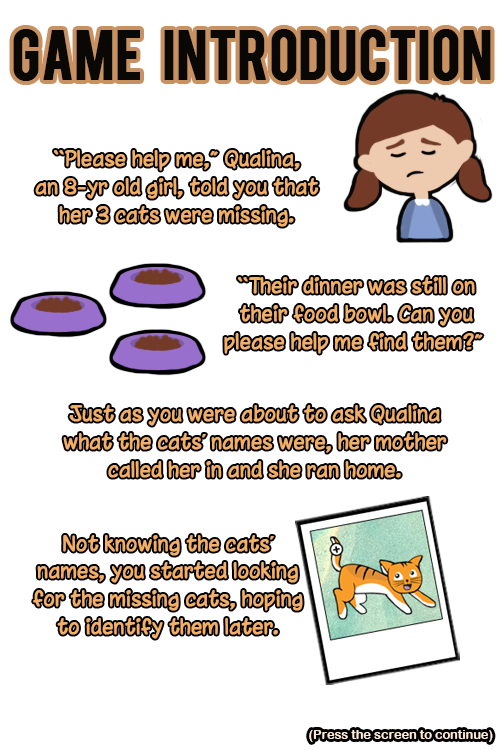 GAME INTRODUCTION
“Please help me,” Qualina,
an 8-yr old girl, told you that
her 3 cats were missing.
“Their dinner was still on
their food bowl. Can you
please help me find them?”
Just as you were about to ask Qualina
what the cats’ names were, her mother
called her in and she ran home.
Not knowing the cats’
names, you started looking
for the missing cats, hoping
to identify them later.
(Press the screen to continue)